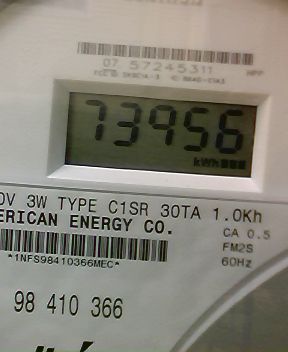 07 57245311
73956
kWh
0V 3W TYPE C1SR 30TA 1.0Kh
ERICAN ENERGY CO.
CA 0.5
FM2S
*1NFS98410366MEC*
60Hz
98 410 366